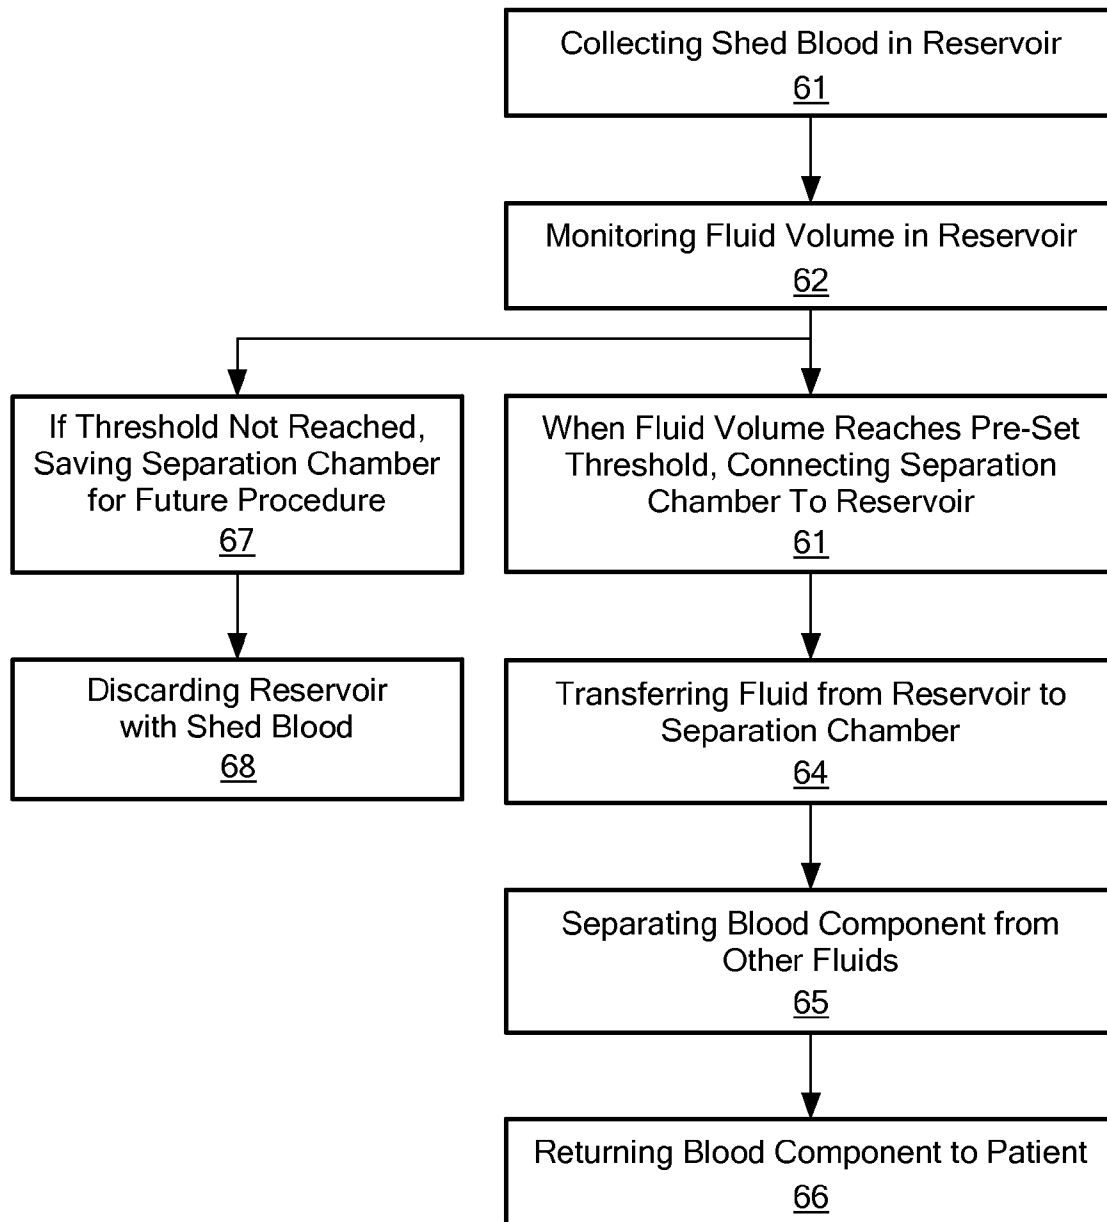 Collecting Shed Blood in Reservoir
61
Monitoring Fluid Volume in Reservoir
62
If Threshold Not Reached,
Saving Separation Chamber
for Future Procedure
67
When Fluid Volume Reaches Pre-Set
Threshold, Connecting Separation
Chamber To Reservoir
61
Discarding Reservoir
with Shed Blood
68
Transferring Fluid from Reservoir to
Separation Chamber
64
Separating Blood Component from
Other Fluids
65
Returning Blood Component to Patient
66